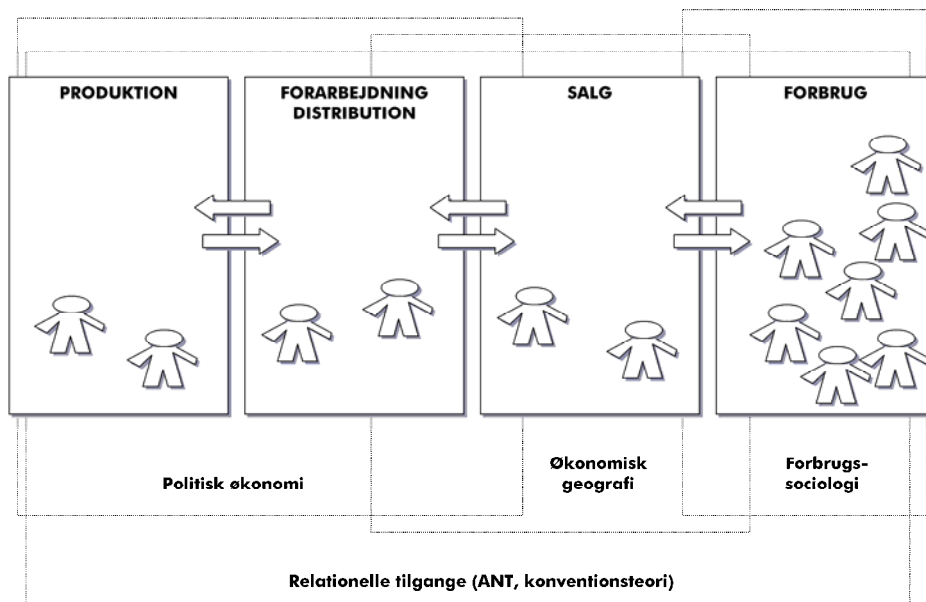 PRODUKTION
FORARBEJDNING
DISTRIBUTION
SALG
FORBRUG
Politisk økonomi
Økonomisk
geografi
Forbrugs-
sociologi
Relationelle tilgange (ANT, konventionsteori)